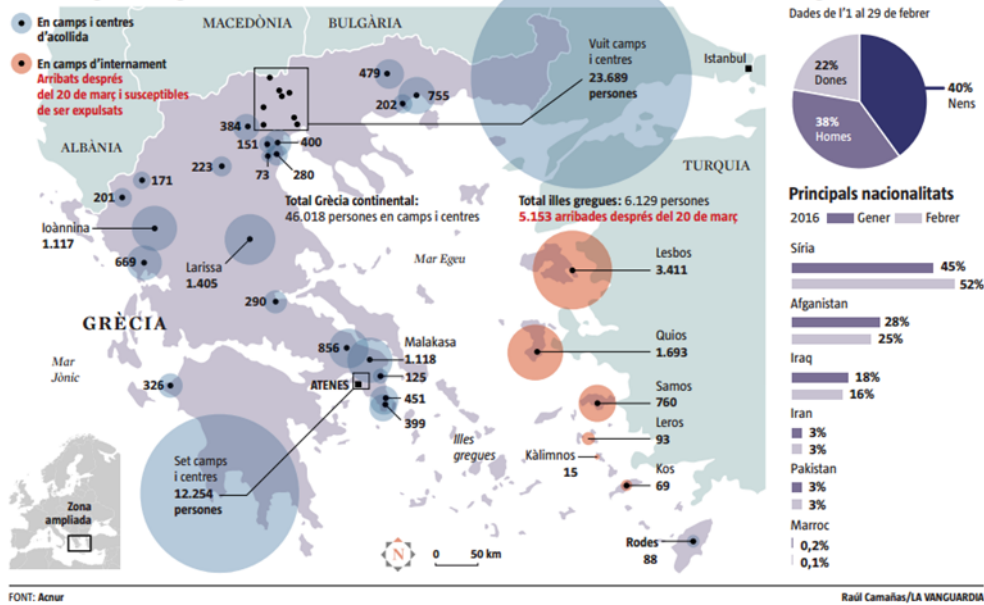 En camps i centres
d'acollida
En camps d'internament
Arribats després
del 20 de març i susceptibles
de ser expulsats
MACEDÒNIA
BULGÀRIA
ALBÀNIA
TURQUIA
Istanbul
Vuit camps
i centres
23.689
persones
479
755
202
384
151
400
73
280
223
171
201
Total Grècia continental:
46.018 persones en camps i centres
Total illes gregues: 6.129 persones
5.153 arribades després del 20 de març
Ioànnina
1.117
669
Larissa
1.405
Mar Egeu
290
GRÈCIA
Mar
Jònic
856
Malakasa
1.118
ATENES
125
451
399
326
Set camps
i centres
12.254
persones
Illes
gregues
Lesbos
3.411
Quios
1.693
Samos
760
Leros
93
Kàlimnos
15
Kos
69
Rodes
88
Zona
ampliada
N
0 50 km
Dades de l'1 al 29 de febrer
22%
Dones
40%
Nens
38%
Homes
Principals nacionalitats
2016 Gener Febrer
Síria
45%
52%
Afganistan
28%
25%
Iraq
18%
16%
Iran
3%
3%
Pakistan
3%
3%
Marroc
0,2%
0,1%
FONT: Acnur
Raúl Camañas/LA VANGUARDIA